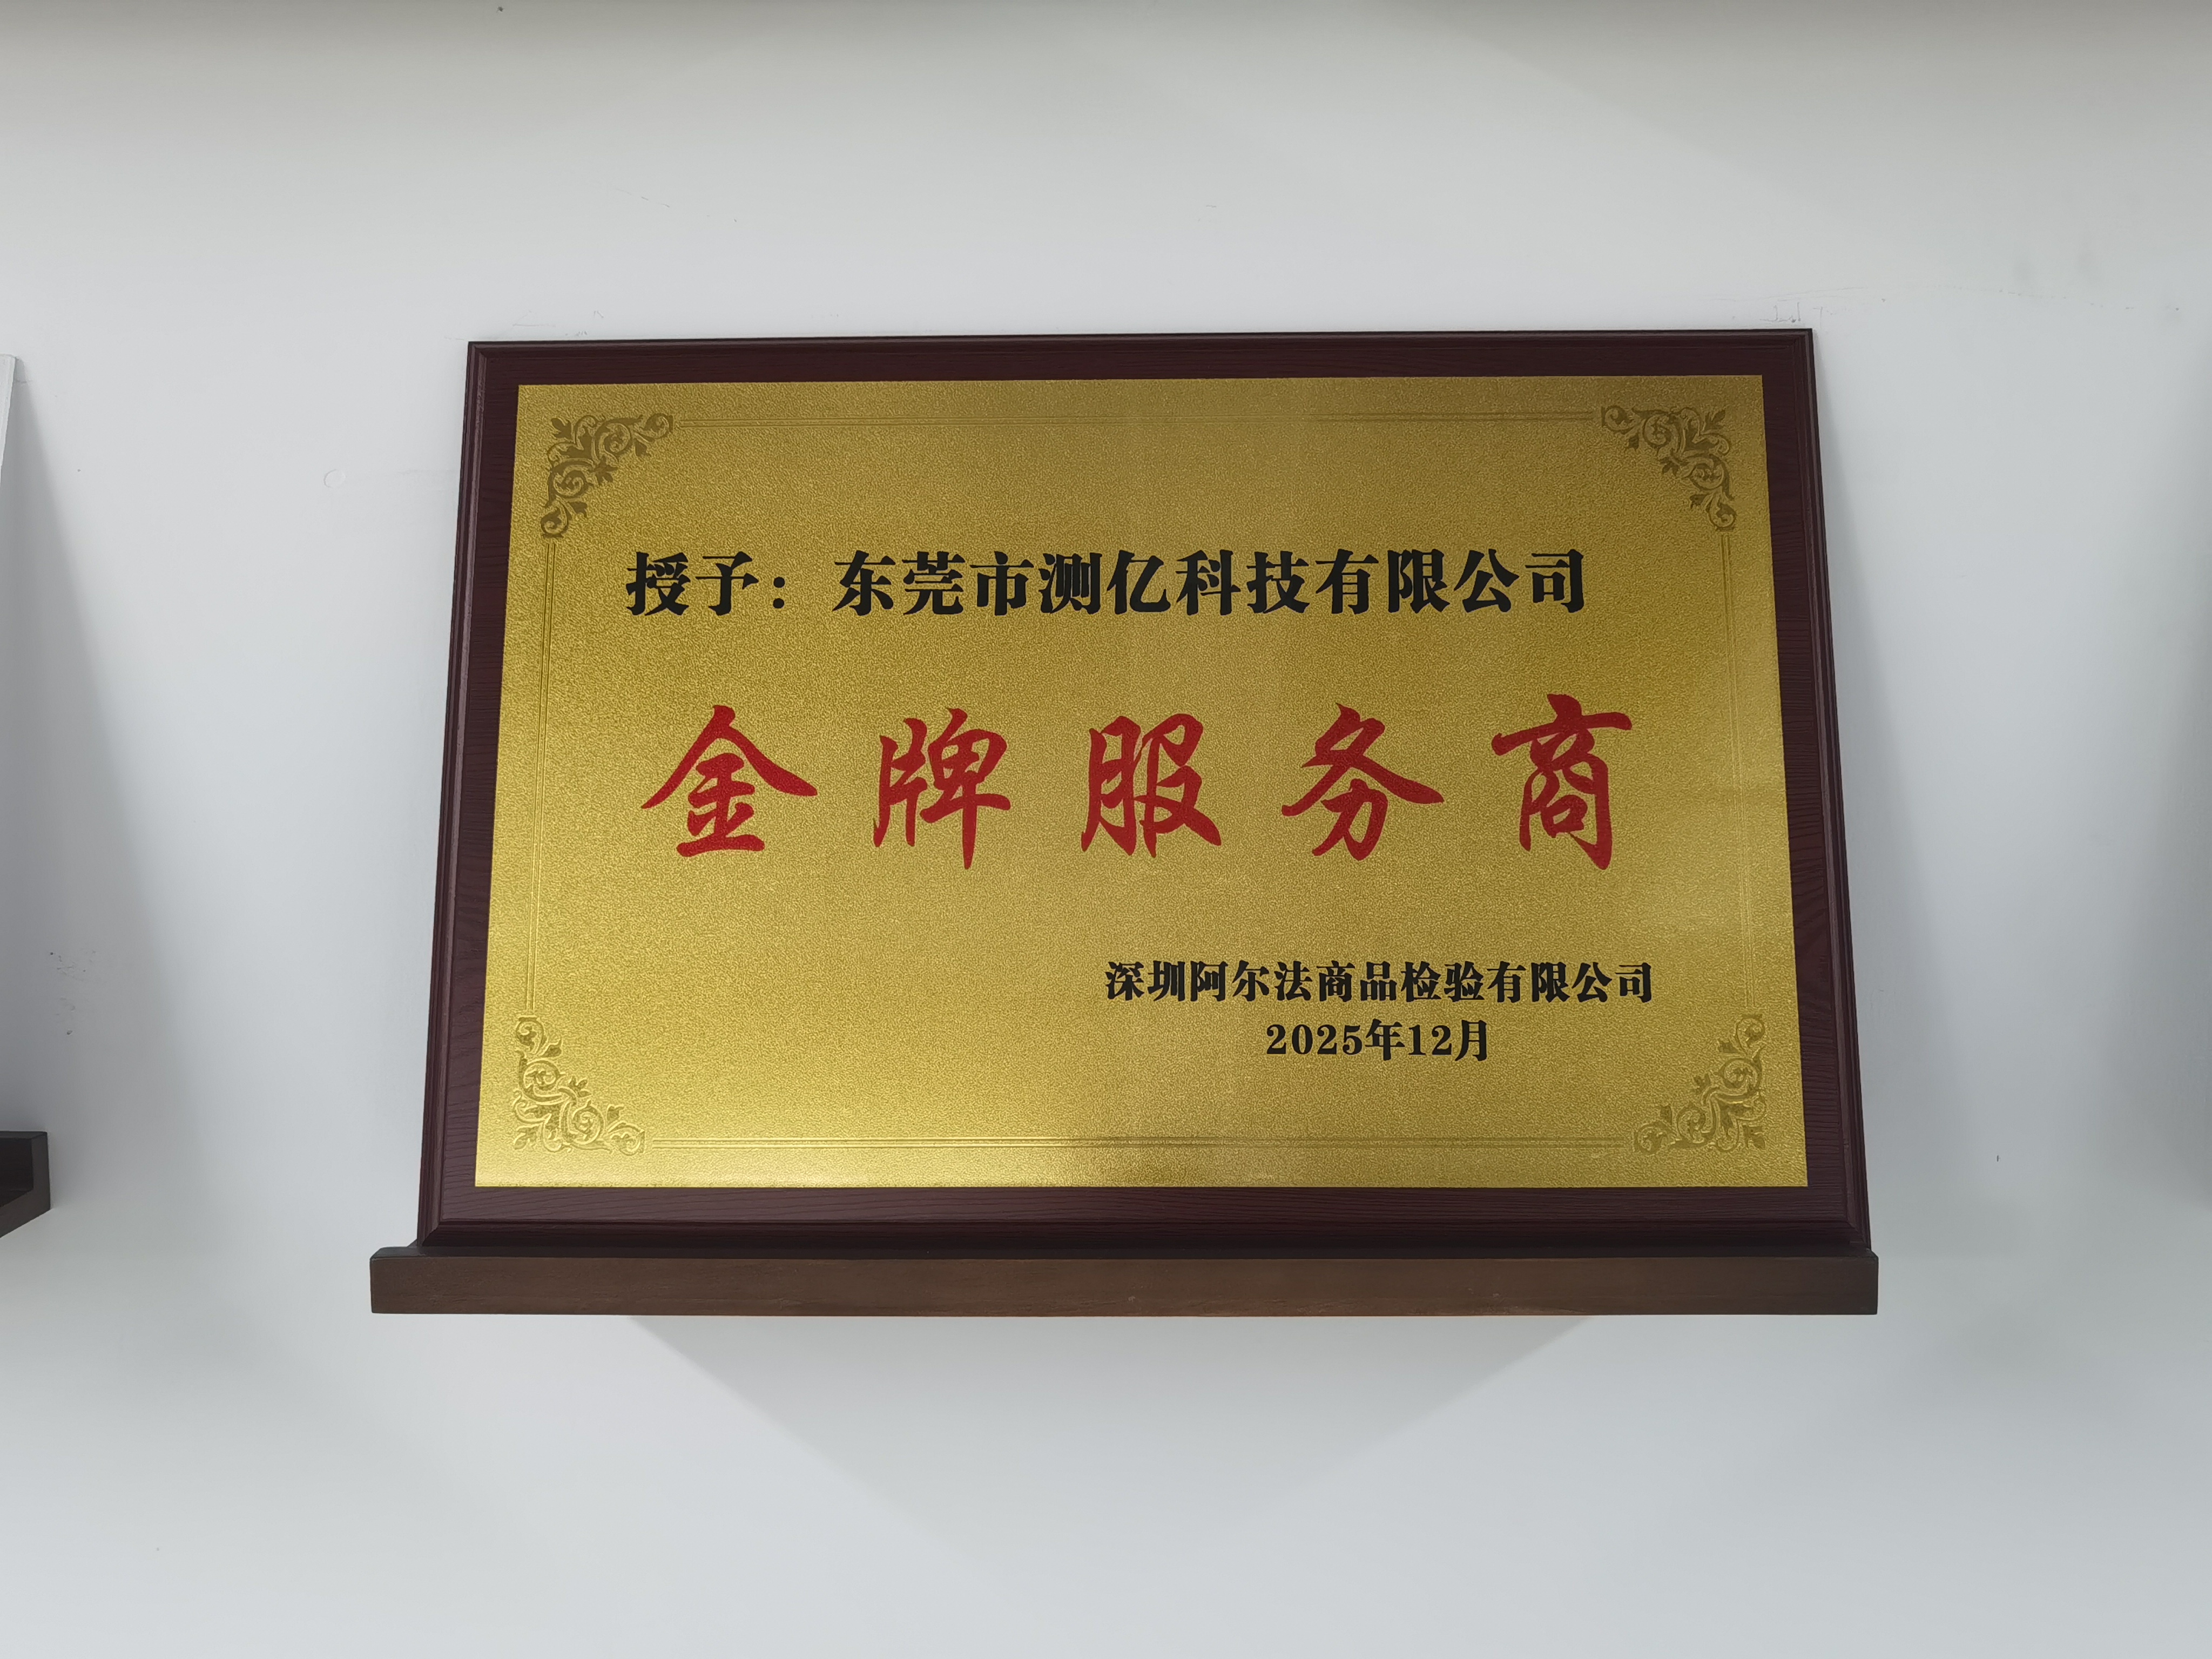 授予：东莞市测亿科技有限公司
金牌服务商
深圳阿尔法商品检验有限公司
2025年12月